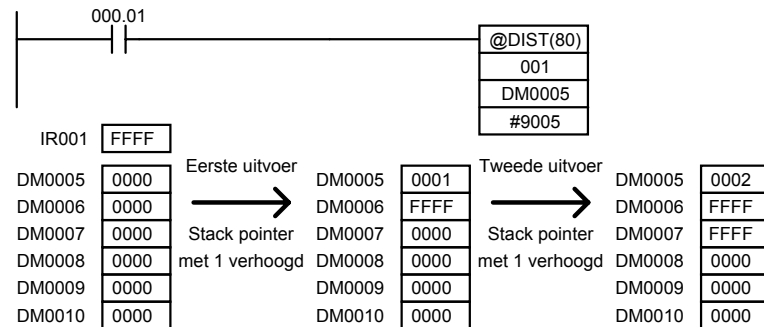 000.01
@DIST(80)
001
DM0005
#9005
IR001 FFFF
Eerste uitvoer Tweede uitvoer
DM0005 0000 DM0005 0001 DM0005 0002
DM0006 0000 DM0006 FFFF DM0006 FFFF
DM0007 0000 Stack pointer DM0007 0000 Stack pointer DM0007 FFFF
DM0008 0000 met 1 verhoogd DM0008 0000 met 1 verhoogd DM0008 0000
DM0009 0000 DM0009 0000 DM0009 0000
DM0010 0000 DM0010 0000 DM0010 0000